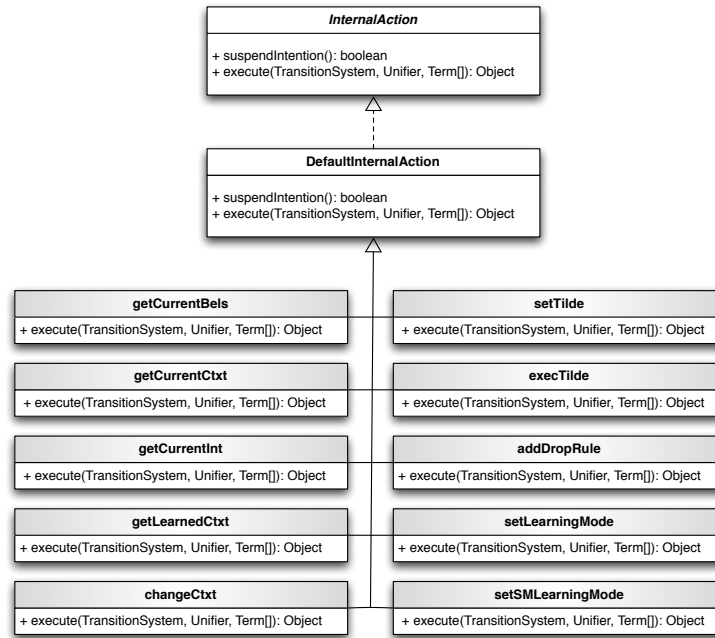 InternalAction
+ suspendIntention(): boolean
+ execute(TransitionSystem, Unifier, Term[]): Object
DefaultInternalAction
+ suspendIntention(): boolean
+ execute(TransitionSystem, Unifier, Term[]): Object
getCurrentBels
+ execute(TransitionSystem, Unifier, Term[]): Object
setTilde
+ execute(TransitionSystem, Unifier, Term[]): Object
getCurrentCtxt
+ execute(TransitionSystem, Unifier, Term[]): Object
execTilde
+ execute(TransitionSystem, Unifier, Term[]): Object
getCurrentInt
+ execute(TransitionSystem, Unifier, Term[]): Object
addDropRule
+ execute(TransitionSystem, Unifier, Term[]): Object
getLearnedCtxt
+ execute(TransitionSystem, Unifier, Term[]): Object
setLearningMode
+ execute(TransitionSystem, Unifier, Term[]): Object
changeCtxt
+ execute(TransitionSystem, Unifier, Term[]): Object
setSMLearningMode
+ execute(TransitionSystem, Unifier, Term[]): Object